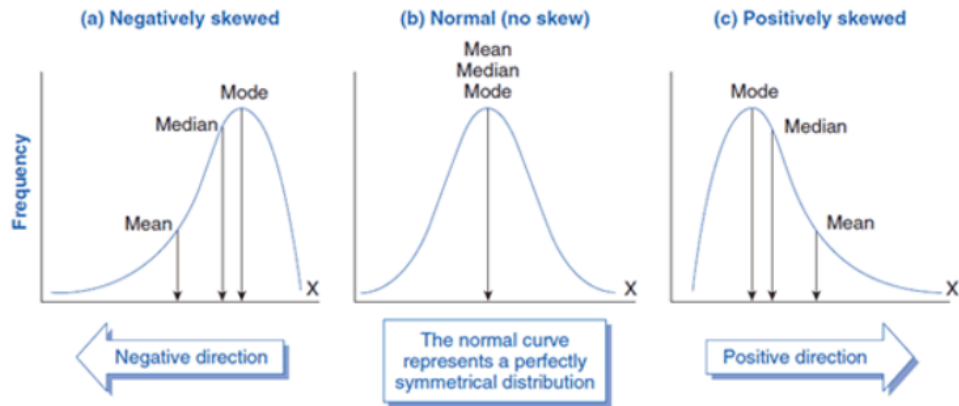 (a) Negatively skewed
(b) Normal (no skew)
(c) Positively skewed
Frequency
Mode
Median
Mean
X
Mean
Median
Mode
X
Mode
Median
Mean
X
Negative direction
The normal curve
represents a perfectly
symmetrical distribution
Positive direction